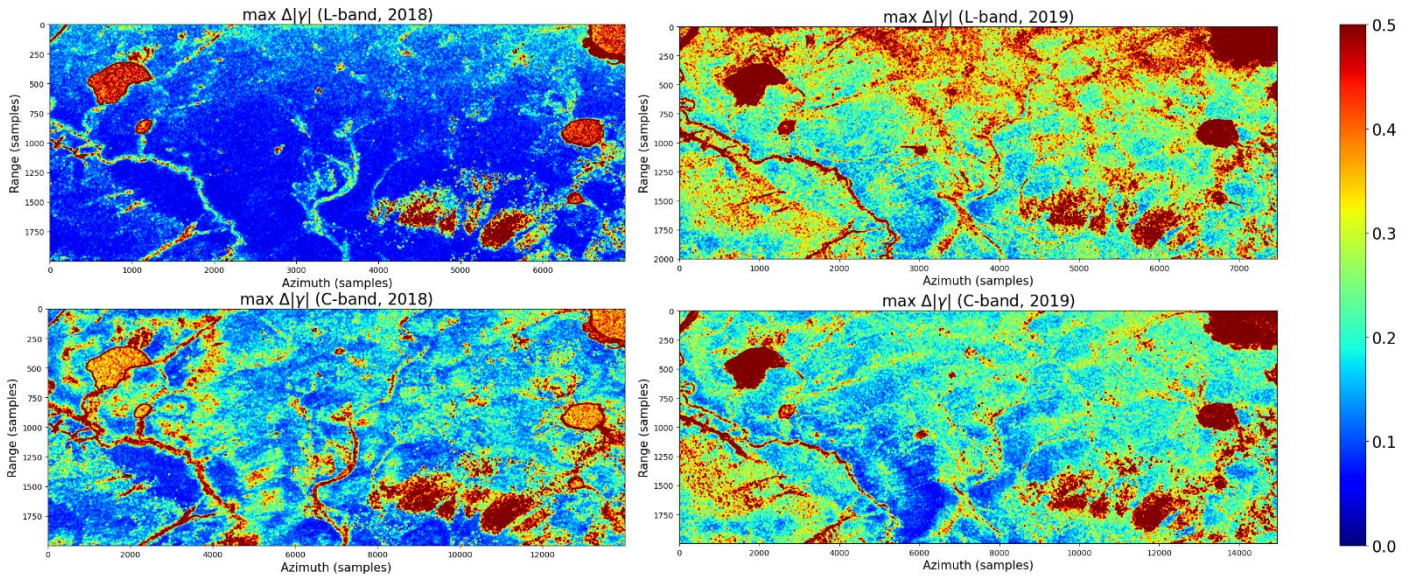 max Δ|γ| (L-band, 2018)
0
250
500
750
1000
1250
1500
1750
Range (samples)
0 1000 2000 3000 4000 5000 6000
Azimuth (samples)
max Δ|γ| (L-band, 2019)
0
250
500
750
1000
1250
1500
1750
2000
Range (samples)
0 1000 2000 3000 4000 5000 6000 7000
Azimuth (samples)
max Δ|γ| (C-band, 2018)
0
250
500
750
1000
1250
1500
1750
Range (samples)
0 2000 4000 6000 8000 10000 12000
Azimuth (samples)
max Δ|γ| (C-band, 2019)
0
250
500
750
1000
1250
1500
1750
Range (samples)
0 2000 4000 6000 8000 10000 12000 14000
Azimuth (samples)
0.5
0.4
0.3
0.2
0.1
0.0